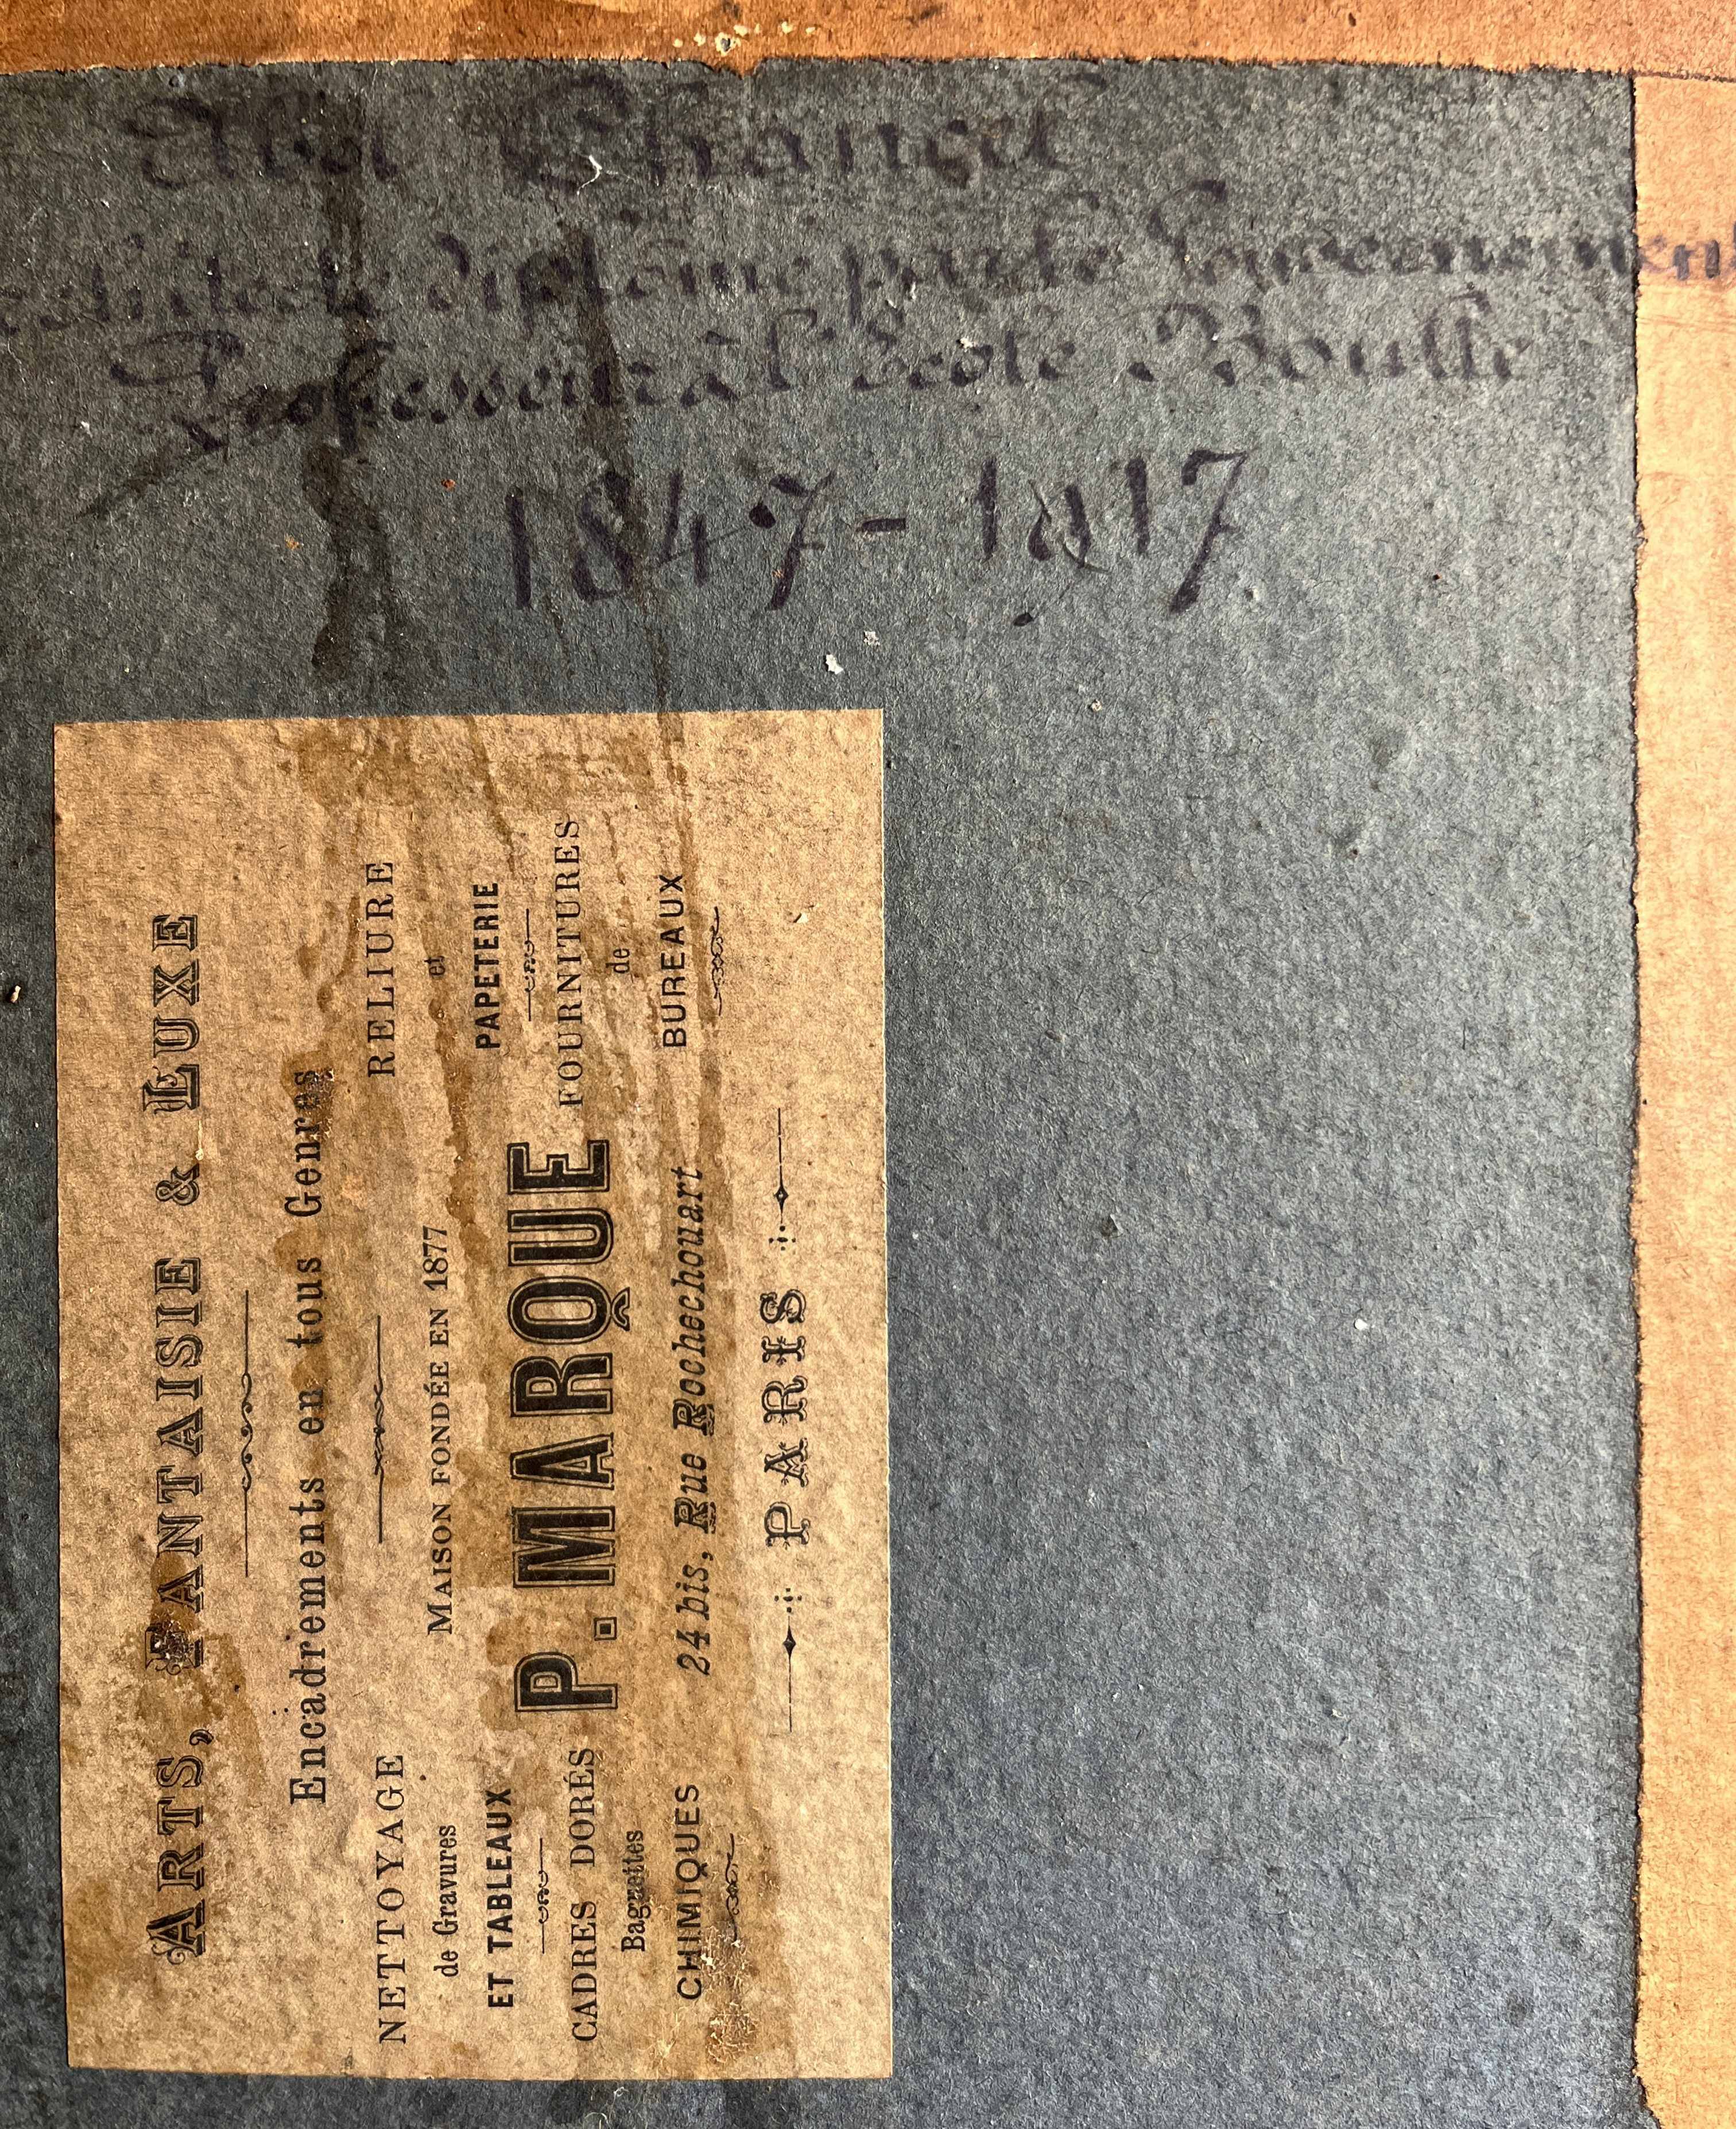 Abel Chancel
Architecte diplômé par le Gouvernement
Professeur à l'école Boulle
1847 - 1917
ARTS, FANTAISIE & LUXE
Encadrements en tous Genres
NETTOYAGE
de Gravures
ET TABLEAUX
CADRES DORÉS
Baguettes
CHIMIQUES
MAISON FONDÉE EN 1877
P. MARQUE
24 bis, Rue Rochechouart
PARIS
RELIURE
et
PAPETERIE
FOURNITURES
de
BUREAUX